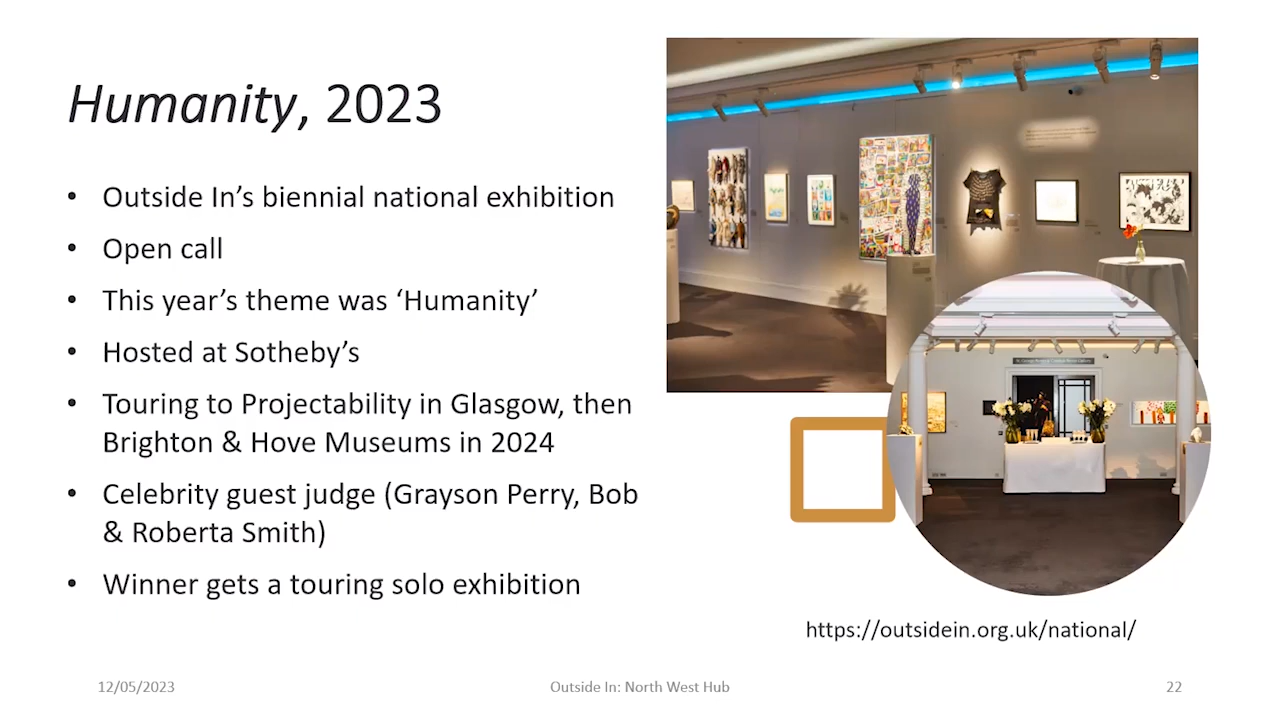 Humanity, 2023
• Outside In’s biennial national exhibition
• Open call
• This year’s theme was ‘Humanity’
• Hosted at Sotheby’s
• Touring to Projectability in Glasgow, then
Brighton & Hove Museums in 2024
• Celebrity guest judge (Grayson Perry, Bob
& Roberta Smith)
• Winner gets a touring solo exhibition
https://outsidein.org.uk/national/
12/05/2023
Outside In: North West Hub
22